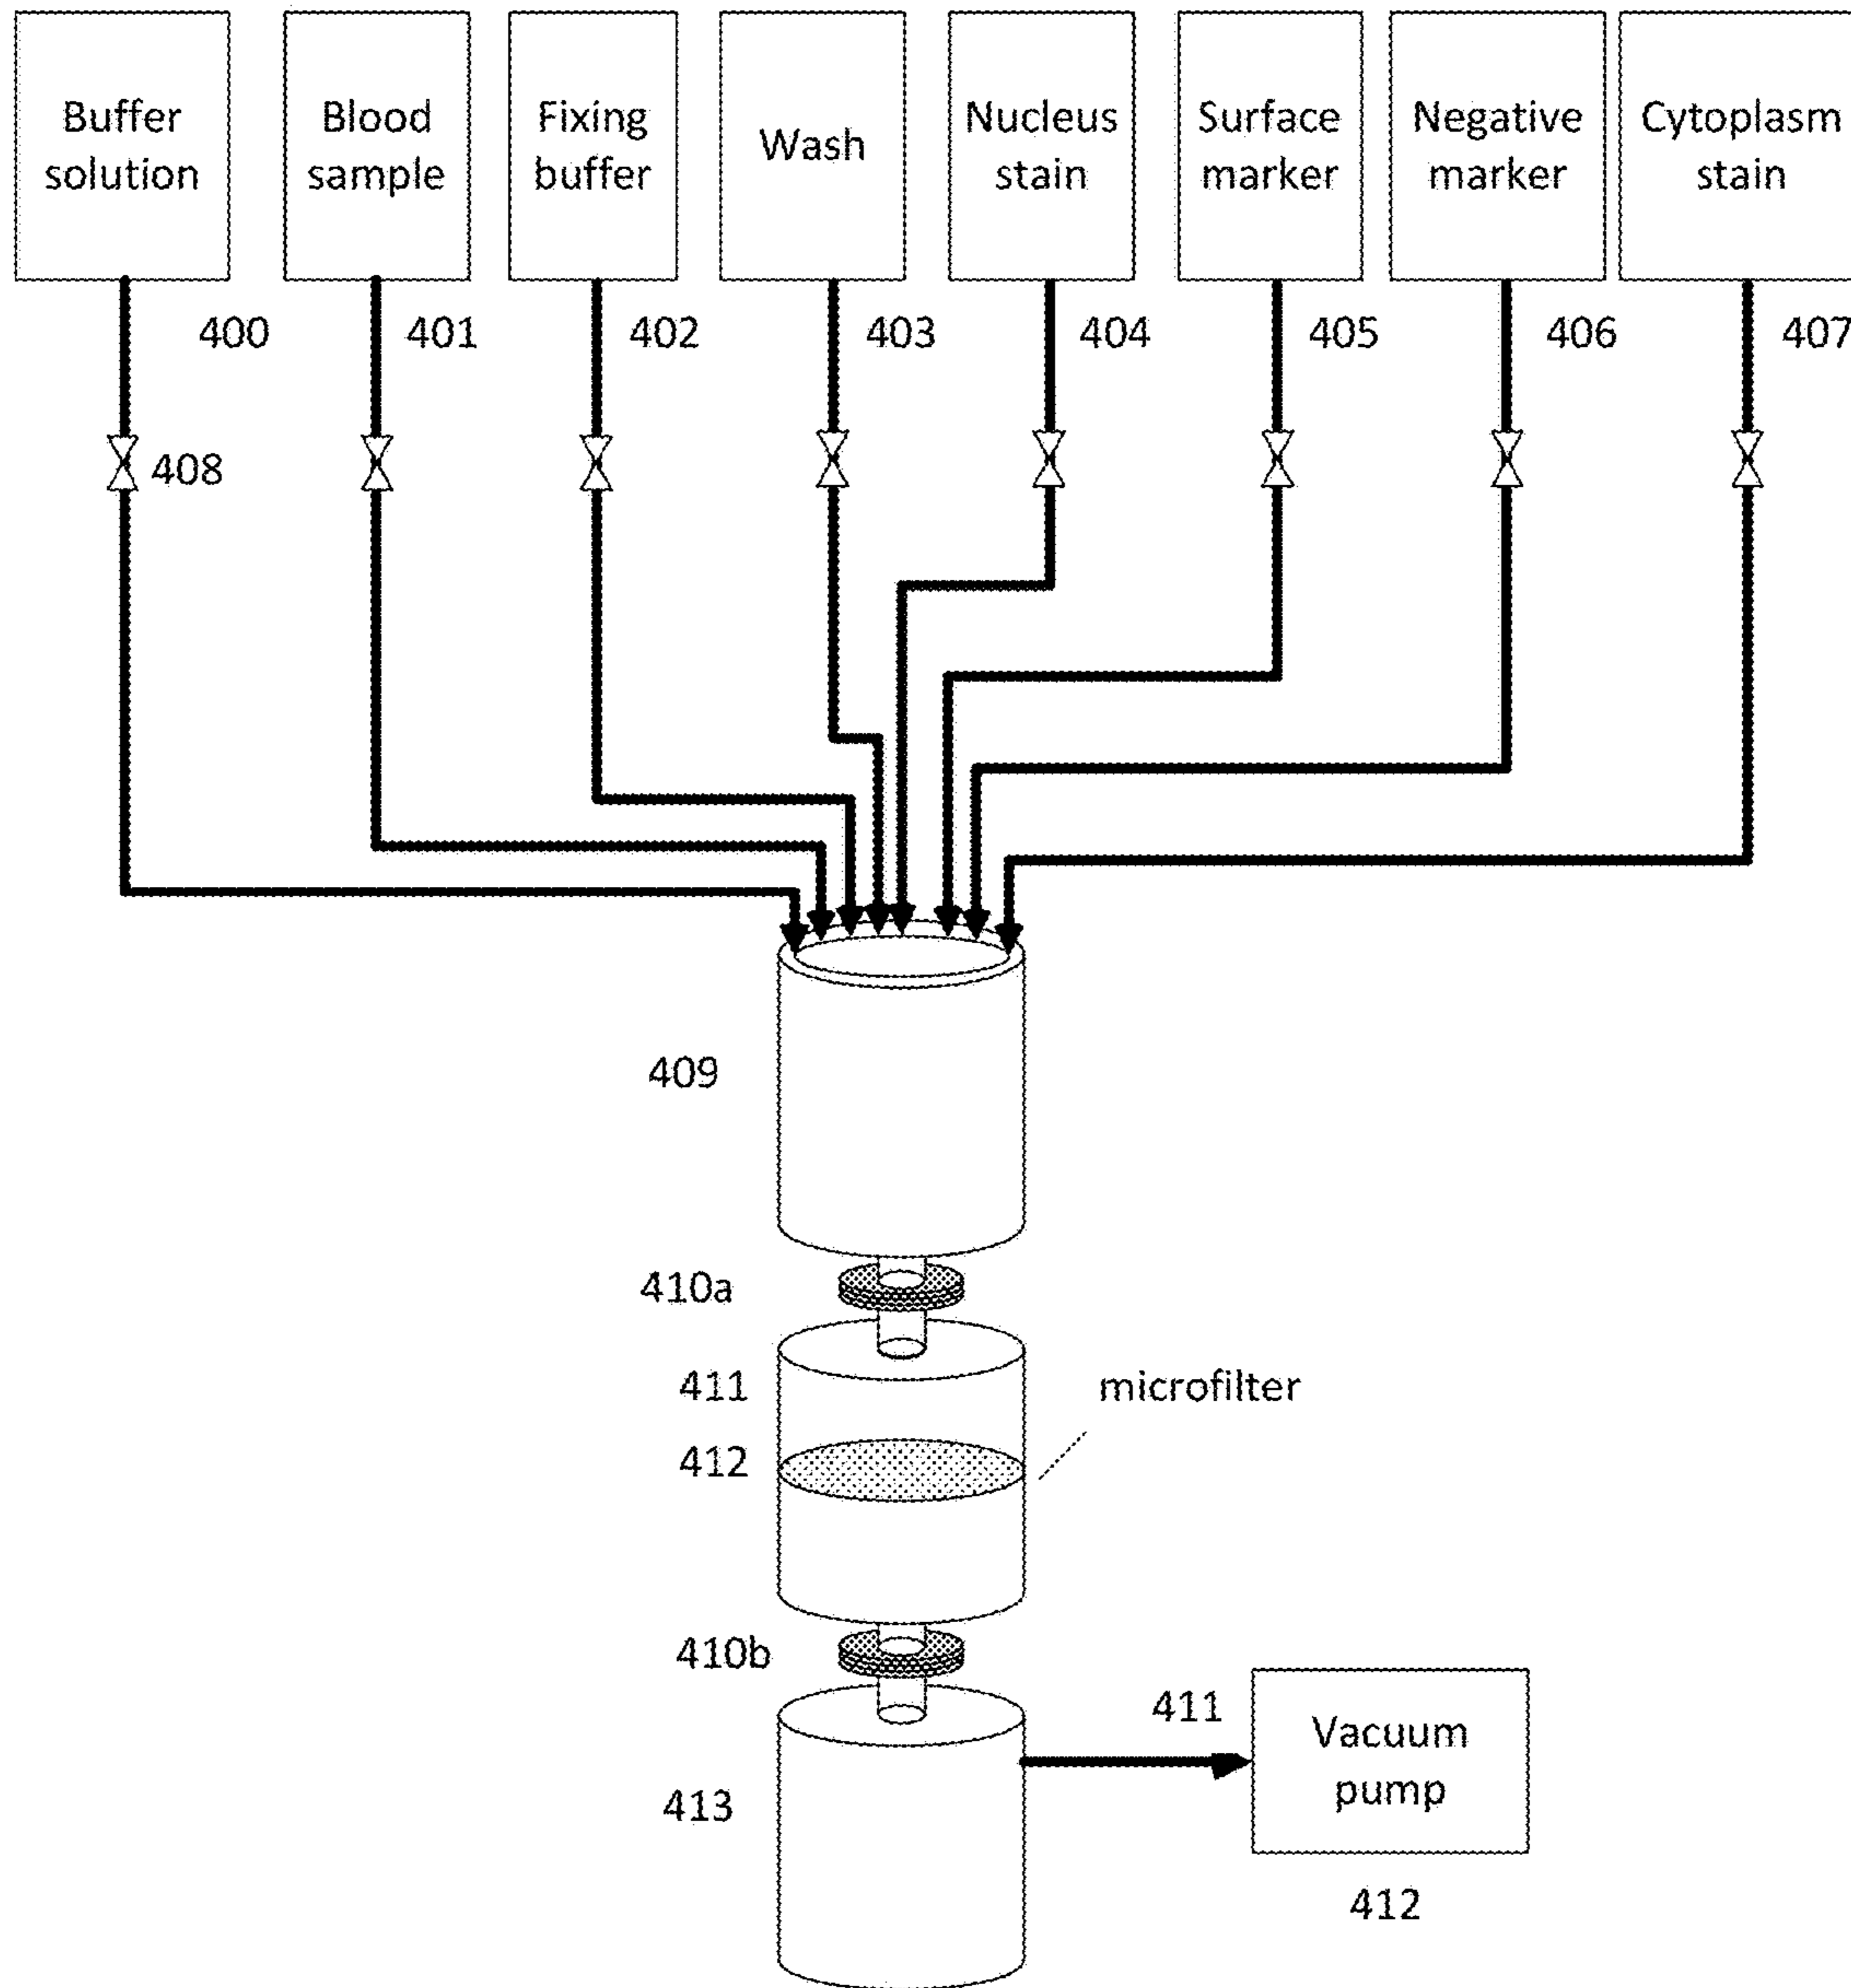 Buffer
solution
Blood
sample
Fixing
buffer
Wash
Nucleus
stain
Surface
marker
Negative
marker
Cytoplasm
stain
400
401
402
403
404
405
406
407
408
409
410a
411
microfilter
412
410b
411
Vacuum
pump
413
412